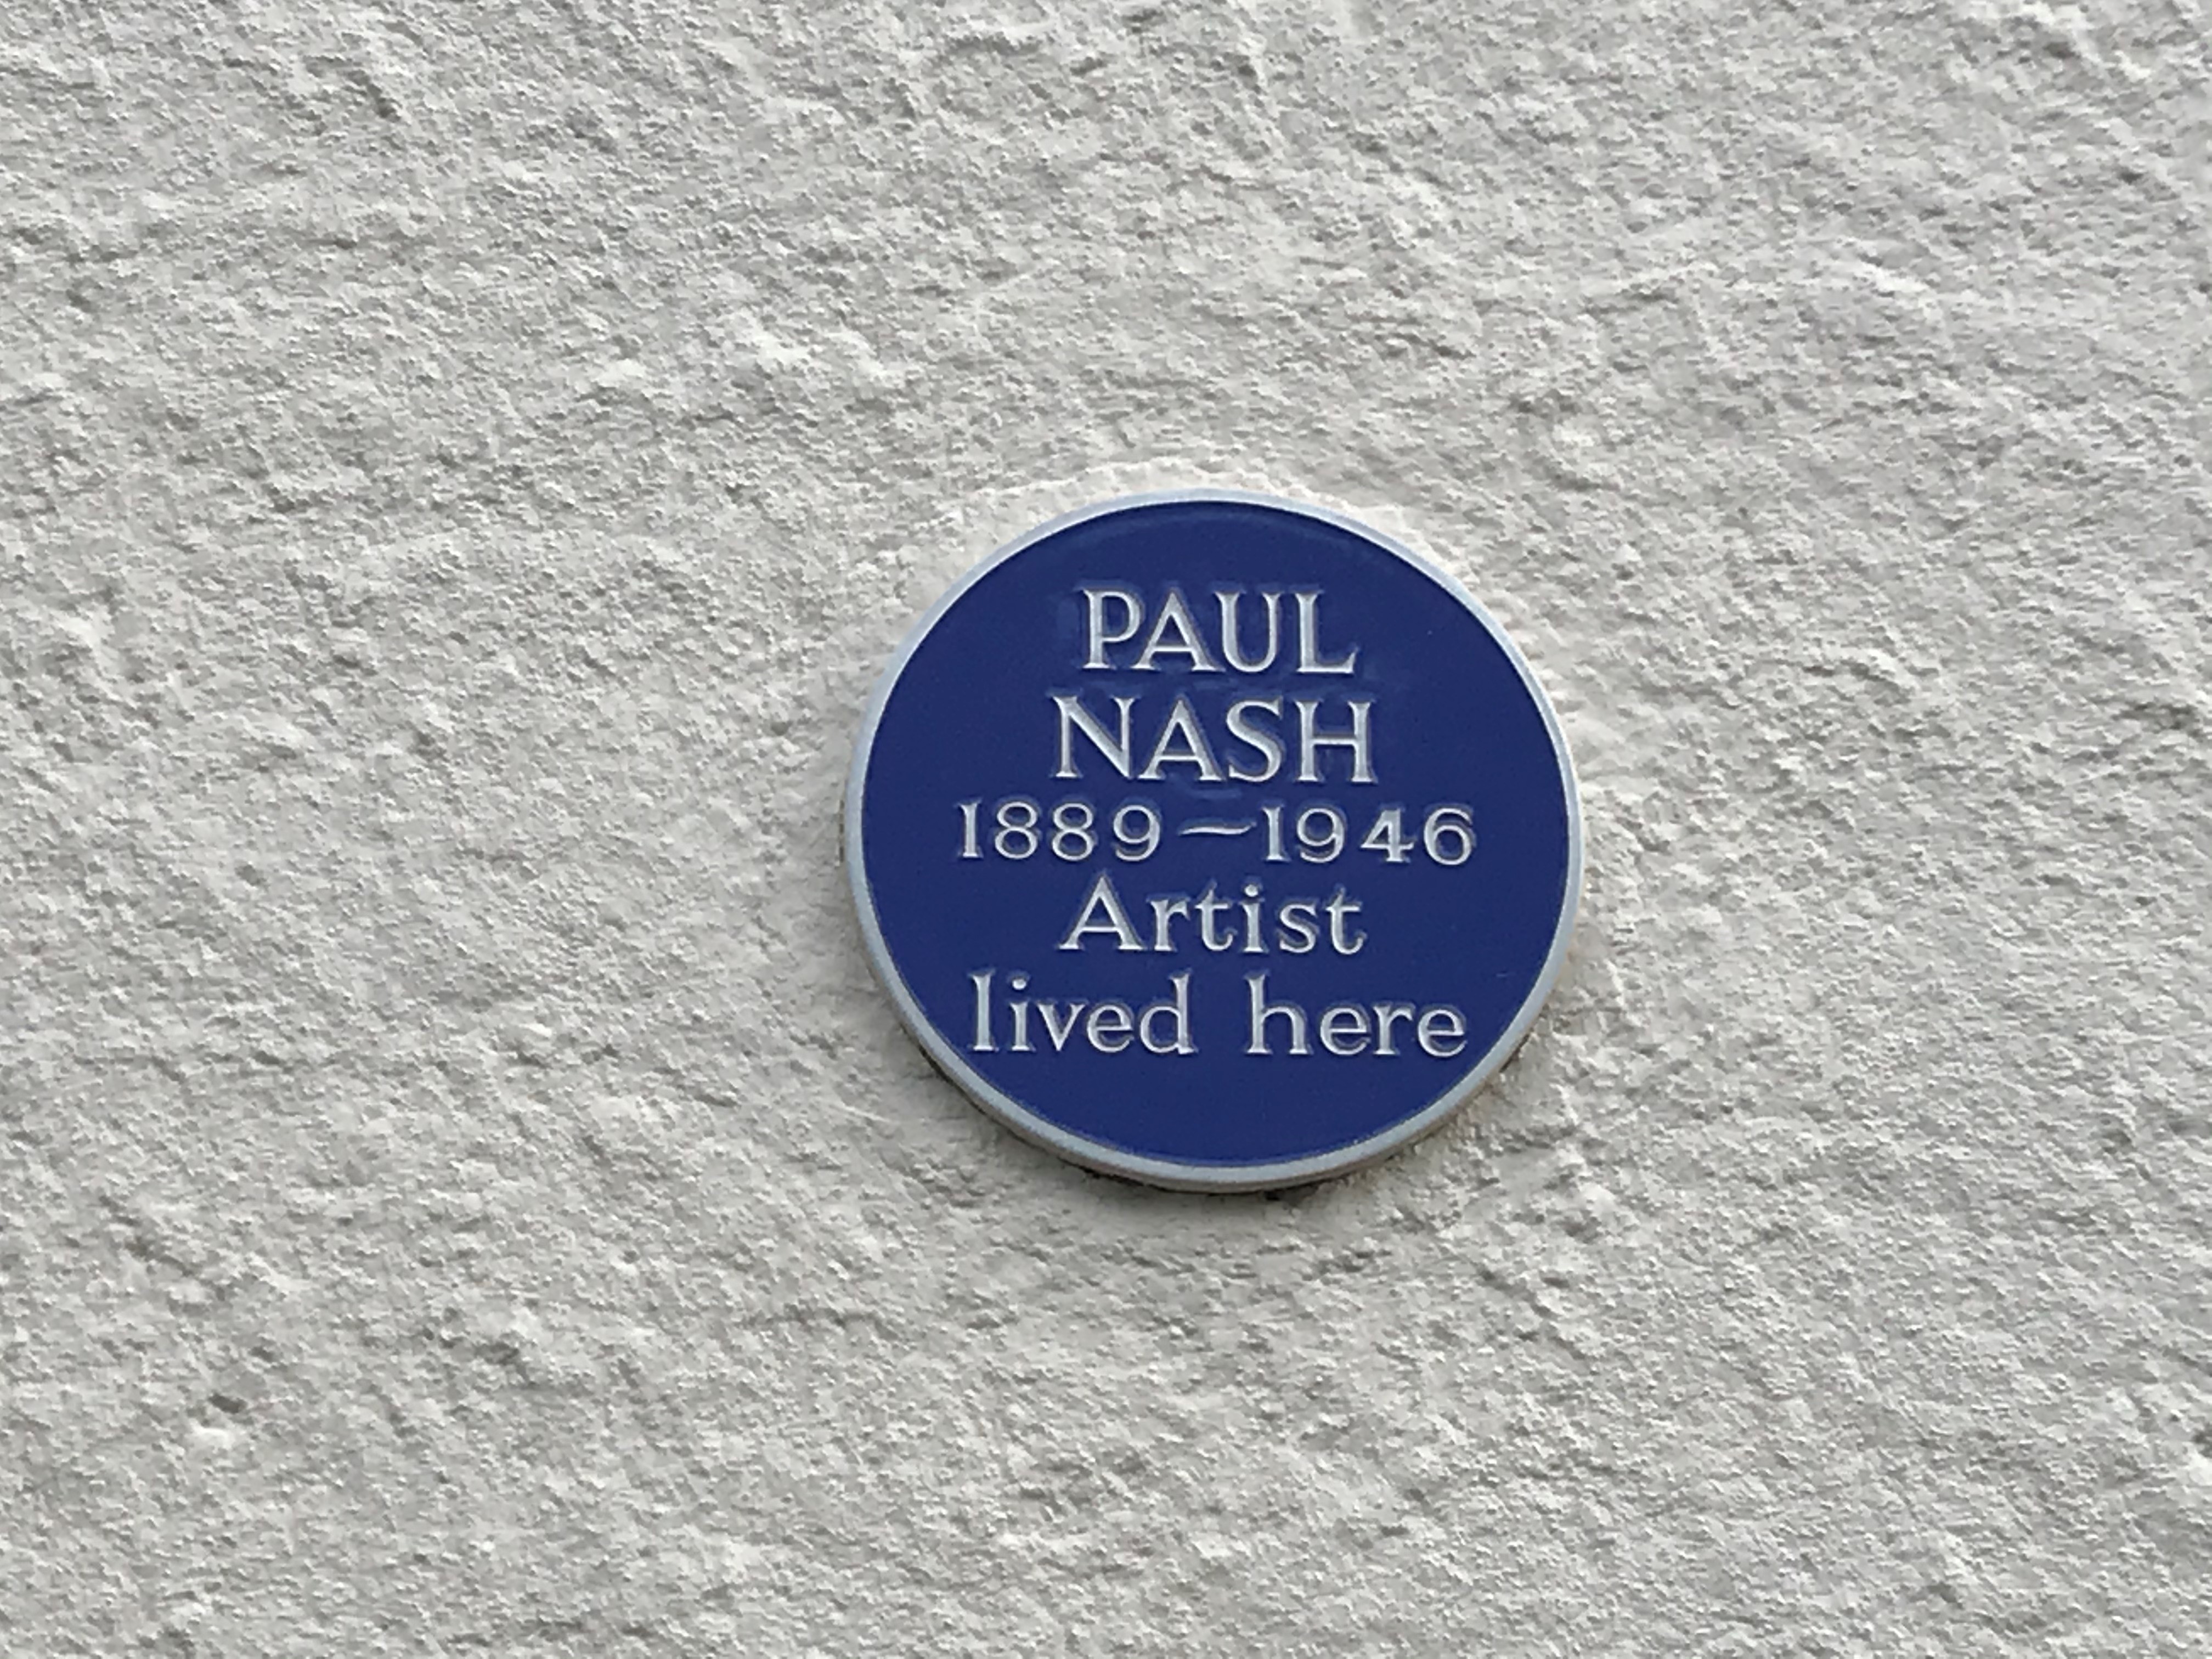 PAUL
NASH
1889–1946
Artist
lived here